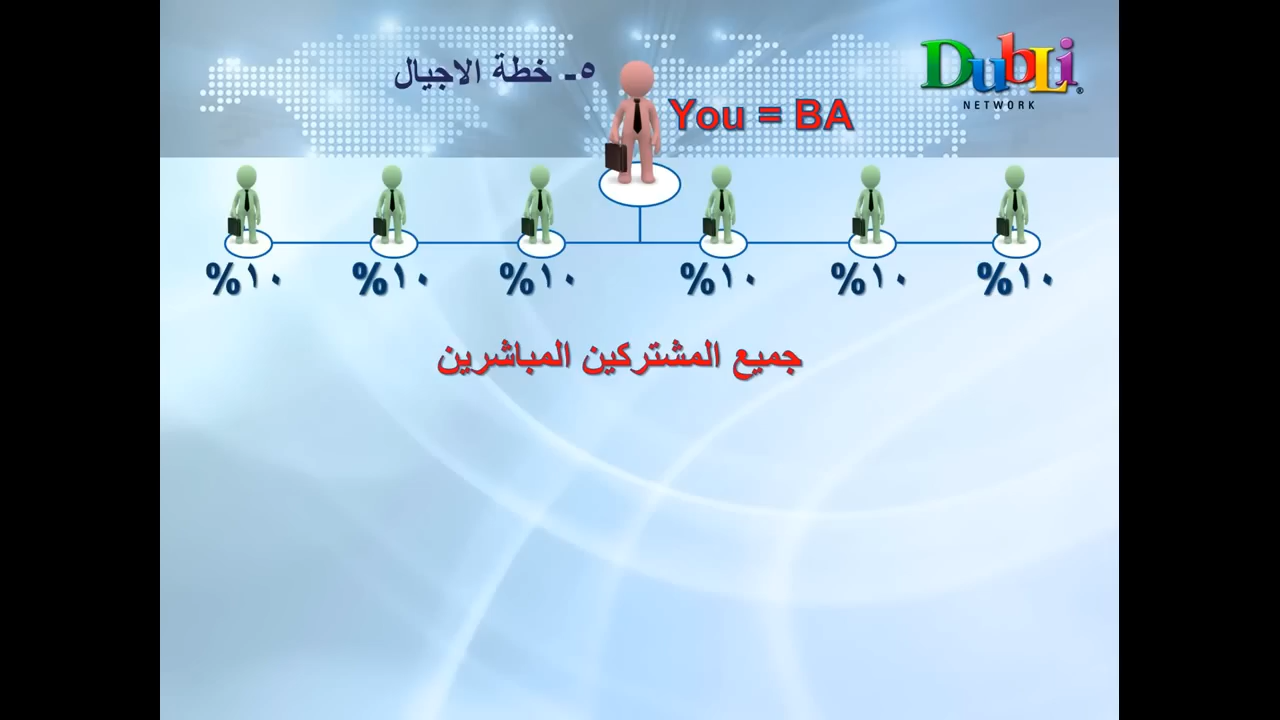 ٥- خطة الاجيال
DubLi®
NETWORK
You = BA
%١٠ %١٠ %١٠ %١٠ %١٠ %١٠
جميع المشتركين المباشرين